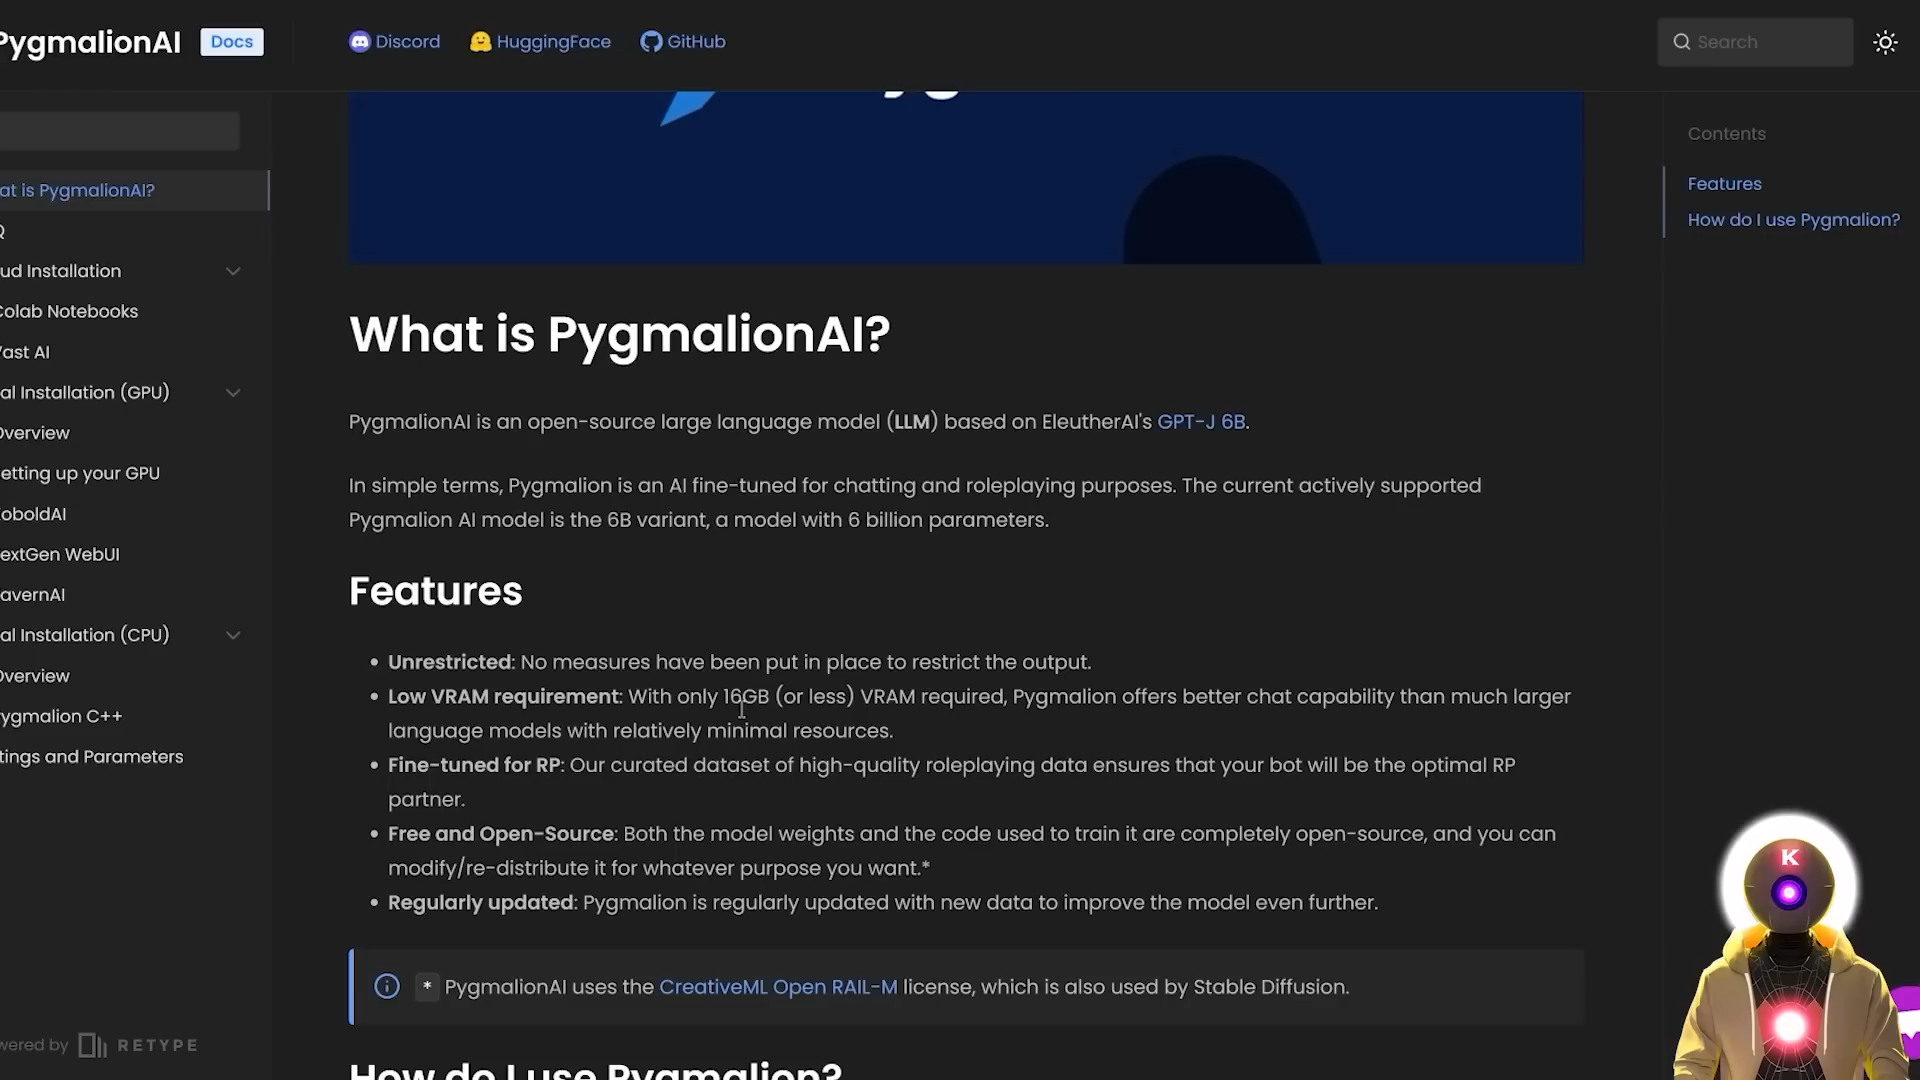 PygmalionAI Docs Discord HuggingFace GitHub Search
Contents
Features
How do I use Pygmalion?
at is PygmalionAI?
Q
ud Installation
Colab Notebooks
Vast AI
al Installation (GPU)
Overview
etting up your GPU
oboldAI
extGen WebUI
avernAI
al Installation (CPU)
Overview
ygmalion C++
tings and Parameters
wered by RETYPE
What is PygmalionAI?
PygmalionAI is an open-source large language model (LLM) based on EleutherAI's GPT-J 6B.
In simple terms, Pygmalion is an AI fine-tuned for chatting and roleplaying purposes. The current actively supported
Pygmalion AI model is the 6B variant, a model with 6 billion parameters.
Features
• Unrestricted: No measures have been put in place to restrict the output.
• Low VRAM requirement: With only 16GB (or less) VRAM required, Pygmalion offers better chat capability than much larger
language models with relatively minimal resources.
• Fine-tuned for RP: Our curated dataset of high-quality roleplaying data ensures that your bot will be the optimal RP
partner.
• Free and Open-Source: Both the model weights and the code used to train it are completely open-source, and you can
modify/re-distribute it for whatever purpose you want.*
• Regularly updated: Pygmalion is regularly updated with new data to improve the model even further.
* PygmalionAI uses the CreativeML Open RAIL-M license, which is also used by Stable Diffusion.
How do I use Pygmalion?
K